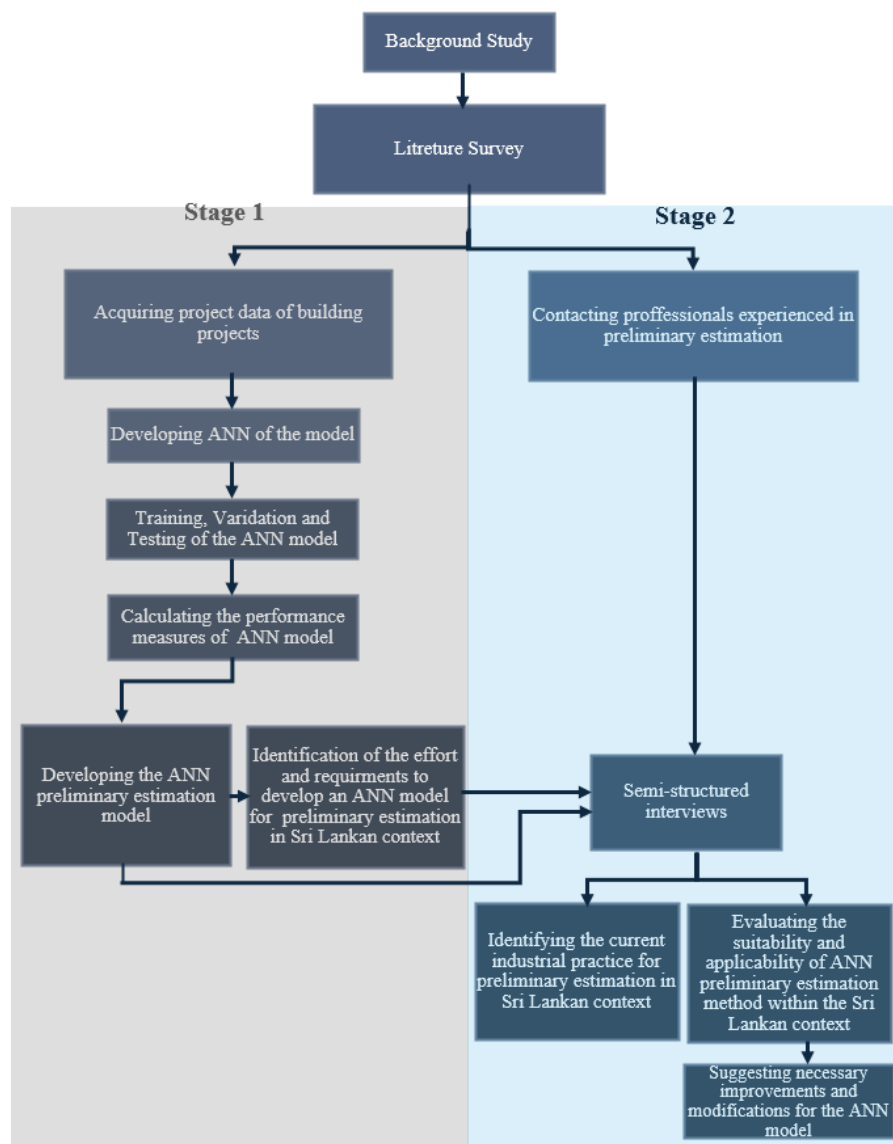 Background Study
Litreture Survey
Stage 1
Stage 2
Acquiring project data of building
projects
Contacting proffessionals experienced in
preliminary estimation
Developing ANN of the model
Training, Varidation and
Testing of the ANN model
Calculating the performance
measures of ANN model
Developing the ANN
preliminary estimation
model
Identification of the effort
and requirments to
develop an ANN model
for preliminary estimation
in Sri Lankan context
Semi-structured
interviews
Identifying the current
industrial practice for
preliminary estimation in
Sri Lankan context
Evaluating the
suitability and
applicability of ANN
preliminary estimation
method within the Sri
Lankan context
Suggesting necessary
improvements and
modifications for the ANN
model